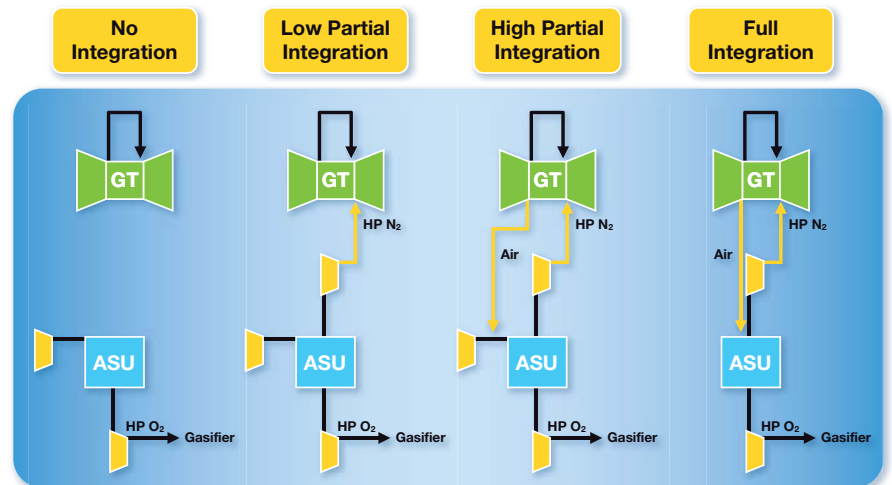 No
Integration
Low Partial
Integration
High Partial
Integration
Full
Integration
GT
GT
GT
GT
HP N₂
HP N₂
HP N₂
Air
Air
ASU
ASU
ASU
ASU
HP O₂
Gasifier
HP O₂
Gasifier
HP O₂
Gasifier
HP O₂
Gasifier